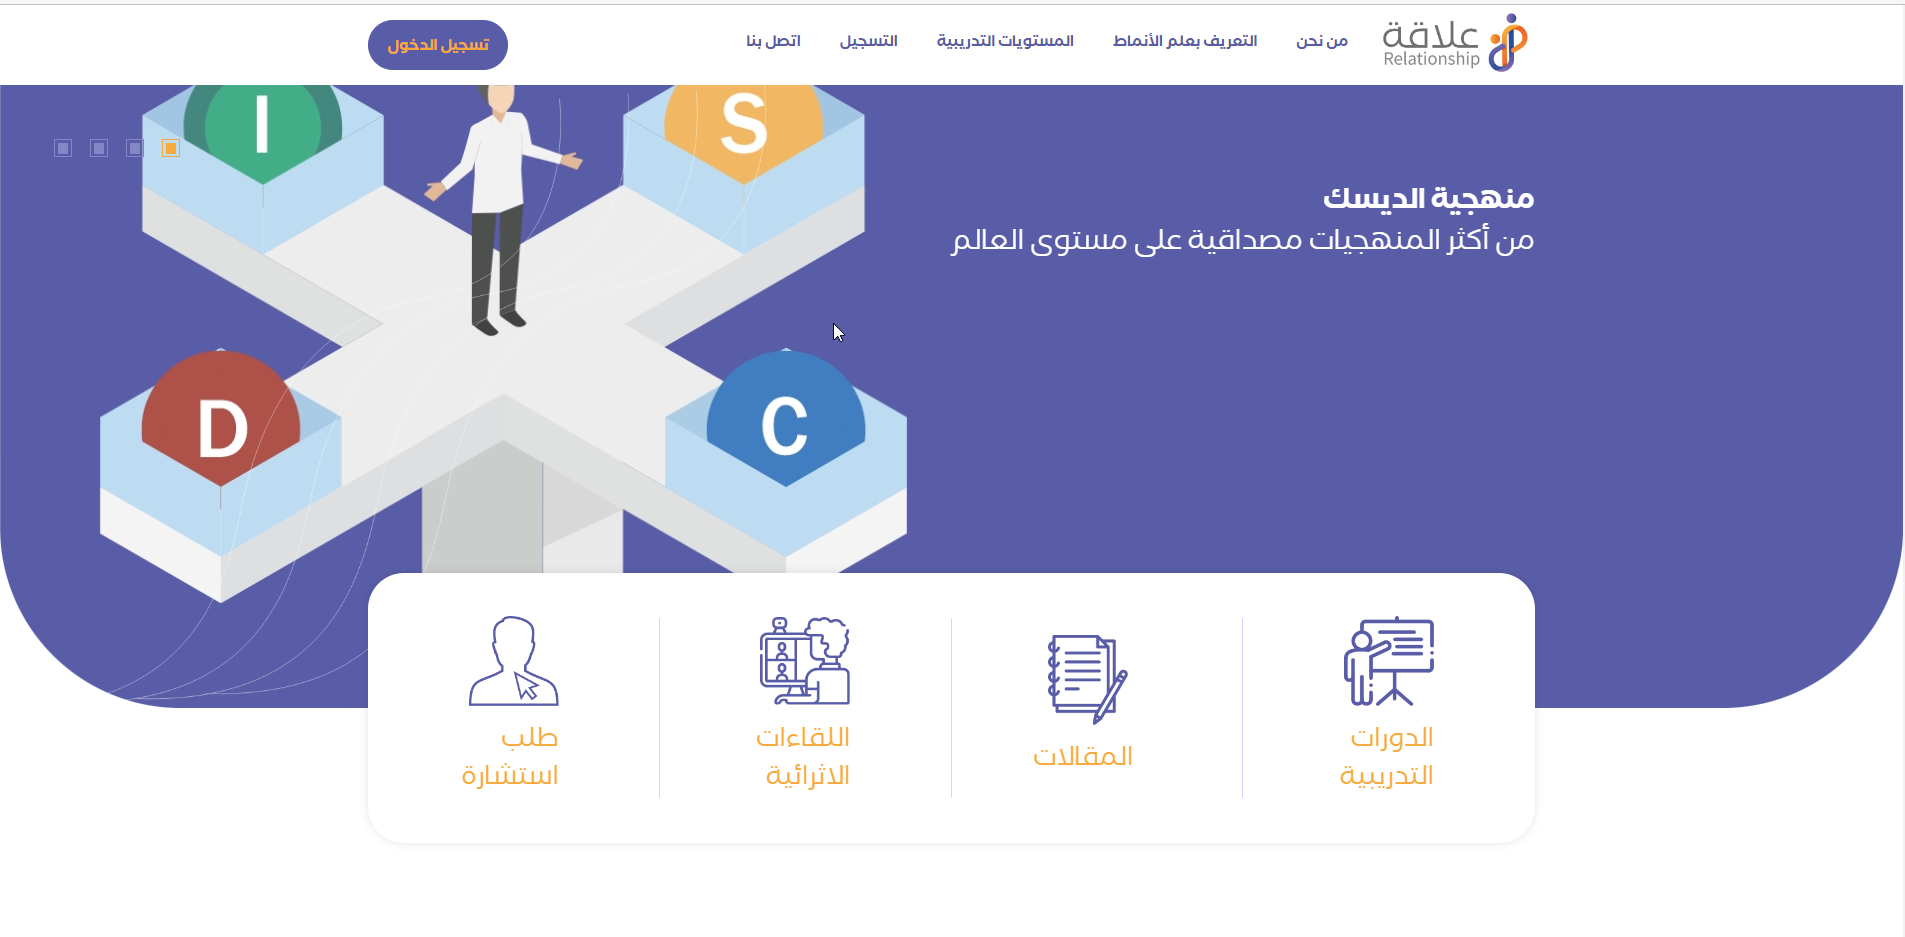 علاقة
Relationship
من نحن
التعريف بعلم الأنماط
المستويات التدريبية
التسجيل
اتصل بنا
تسجيل الدخول
منهجية الديسك
من أكثر المنهجيات مصداقية على مستوى العالم
I
S
D
C
الدورات
التدريبية
المقالات
اللقاءات
الاثرائية
طلب
استشارة